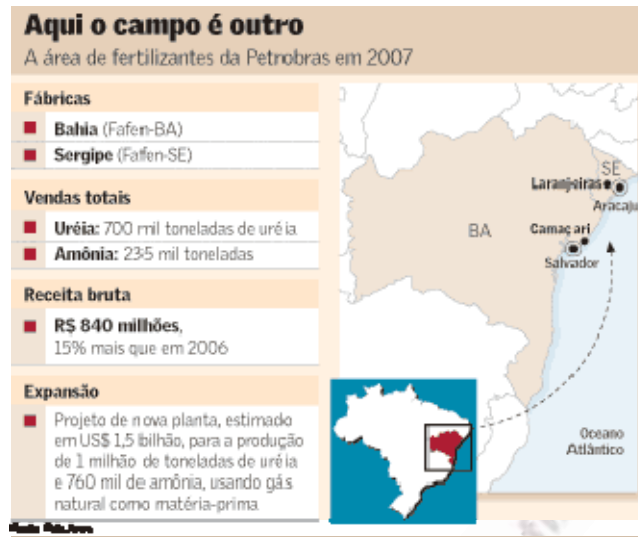 Aqui o campo é outro
A área de fertilizantes da Petrobras em 2007
Fábricas
Bahia (Fafen-BA)
Sergipe (Faffen-SE)
Vendas totais
Uréia: 700 mil toneladas de uréia
Amônia: 235 mil toneladas
Receita bruta
R$ 840 milhões,
15% mais que em 2006
Expansão
Projeto de nova planta, estimado
em US$ 1,5 bilhão, para a produção
de 1 milhão de toneladas de uréia
e 760 mil de amônia, usando gás
natural como matéria-prima
SE
Laranjeiras
Aracaju
BA
Camaçari
Salvador
Oceano
Atlântico